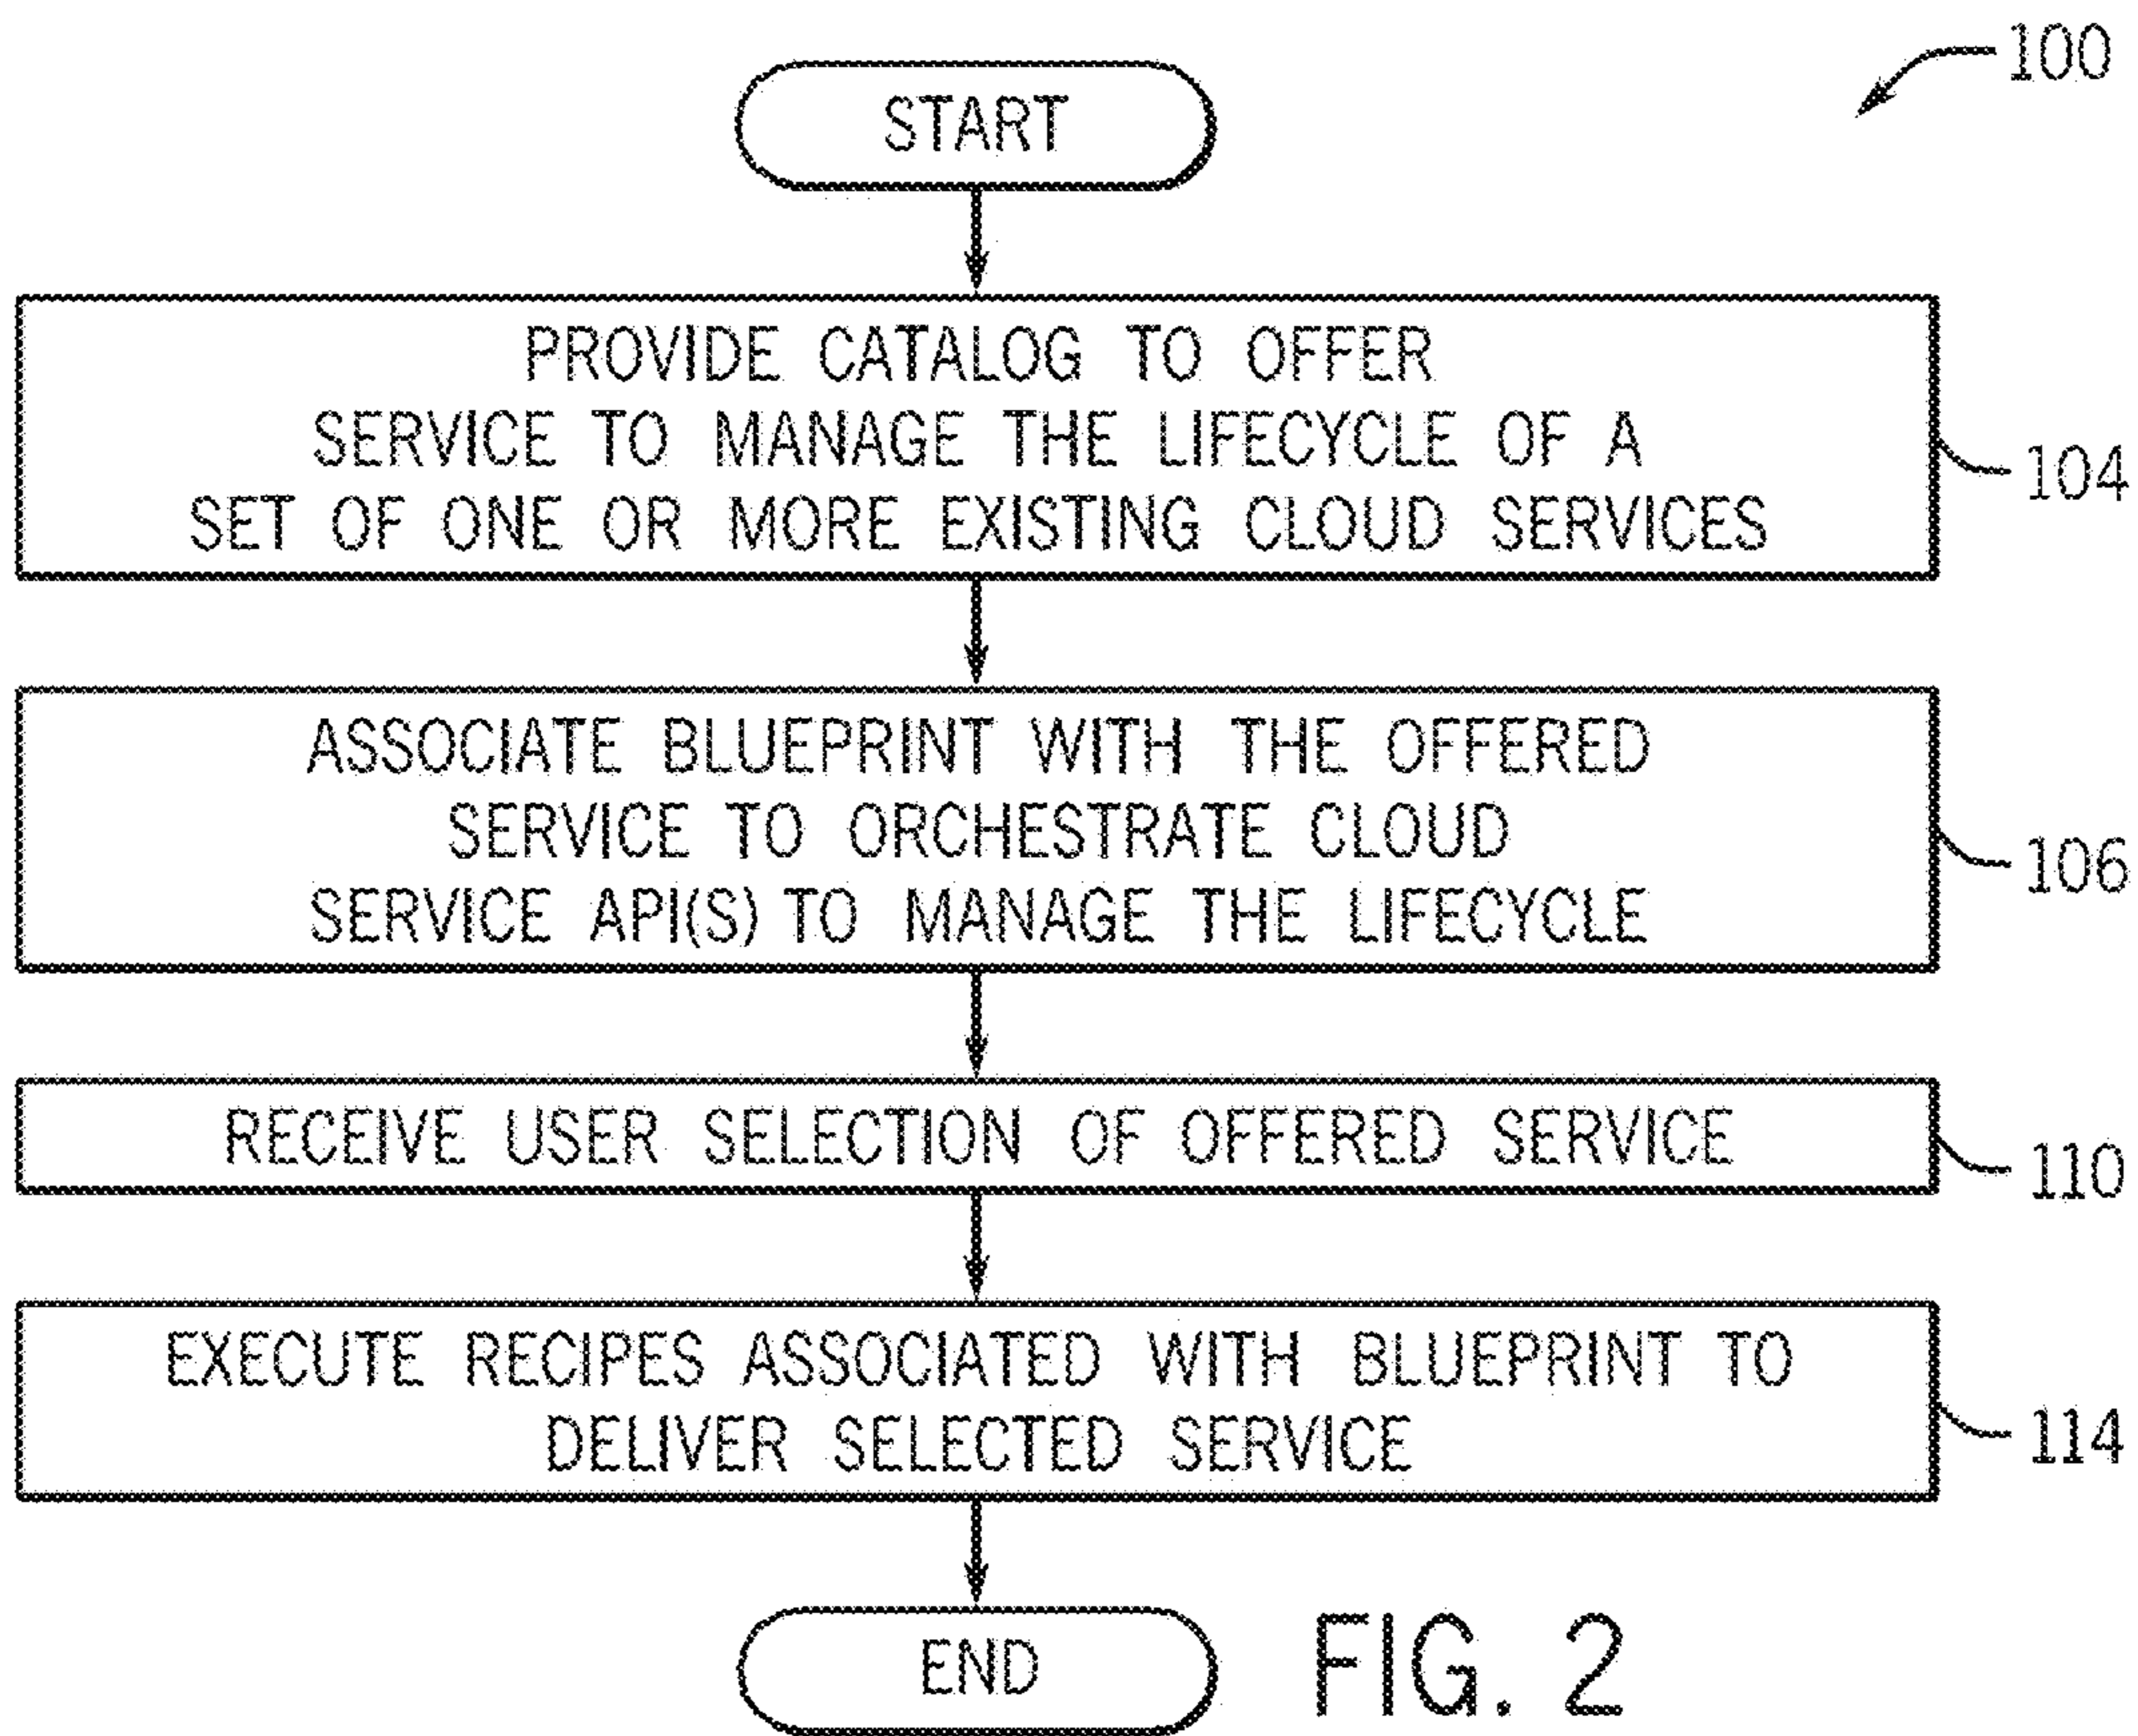 100
START
PROVIDE CATALOG TO OFFER
SERVICE TO MANAGE THE LIFECYCLE OF A
SET OF ONE OR MORE EXISTING CLOUD SERVICES
104
ASSOCIATE BLUEPRINT WITH THE OFFERED
SERVICE TO ORCHESTRATE CLOUD
SERVICE API(S) TO MANAGE THE LIFECYCLE
106
RECEIVE USER SELECTION OF OFFERED SERVICE
110
EXECUTE RECIPES ASSOCIATED WITH BLUEPRINT TO
DELIVER SELECTED SERVICE
114
END
FIG. 2